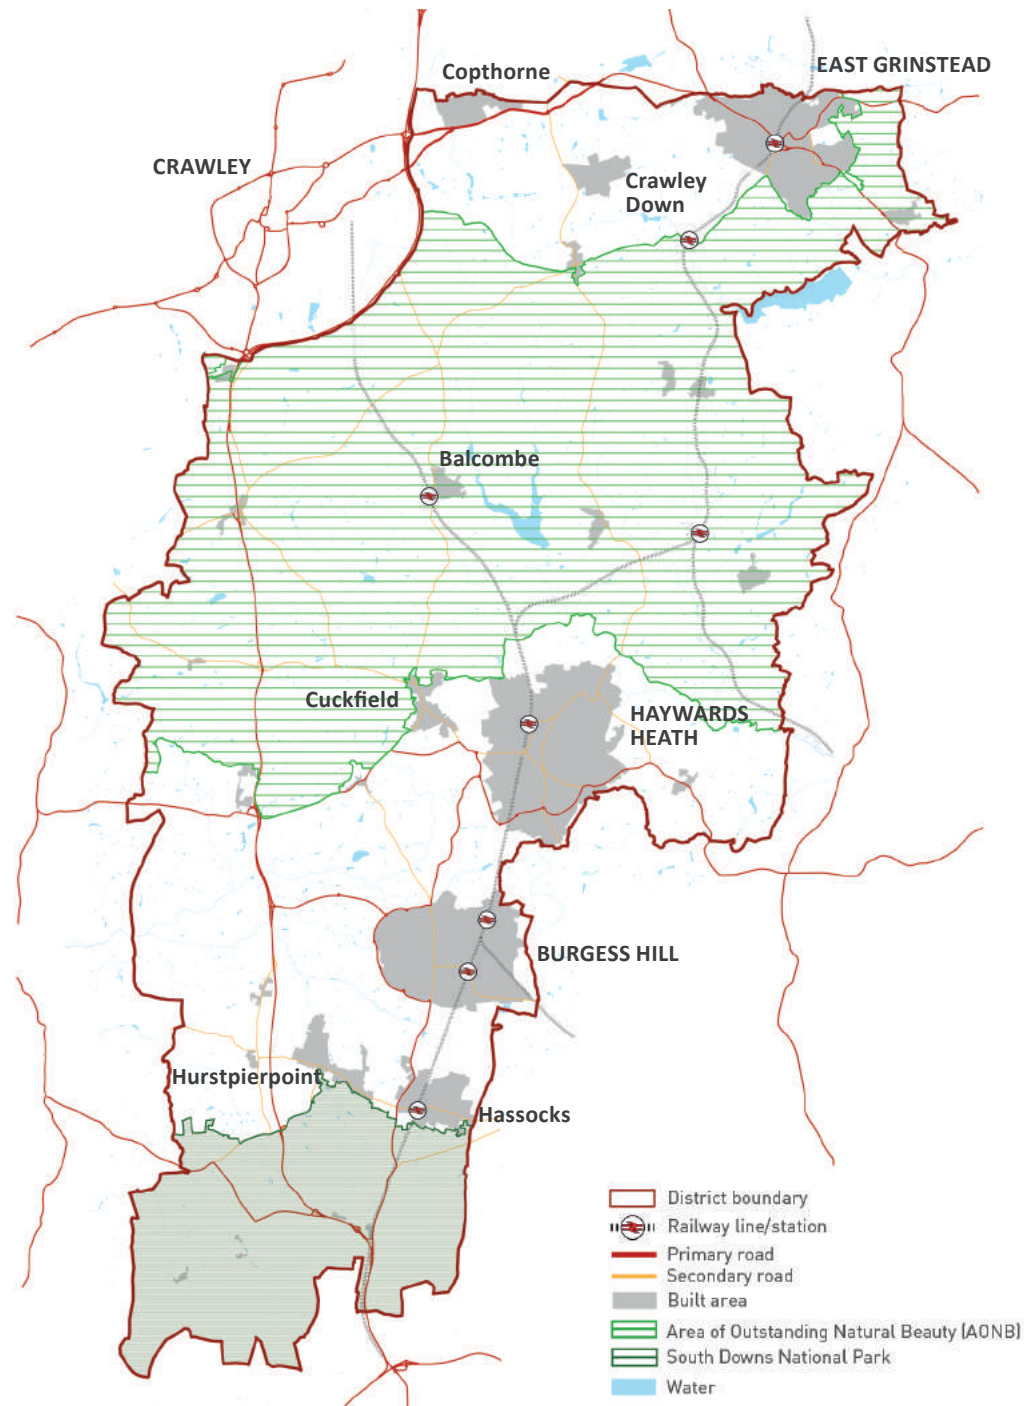 Copthorne
EAST GRINSTEAD
CRAWLEY
Crawley
Down
Balcombe
Cuckfield
HAYWARDS
HEATH
BURGESS HILL
Hurstpierpoint
Hassocks
District boundary
Railway line/station
Primary road
Secondary road
Built area
Area of Outstanding Natural Beauty (AONB)
South Downs National Park
Water